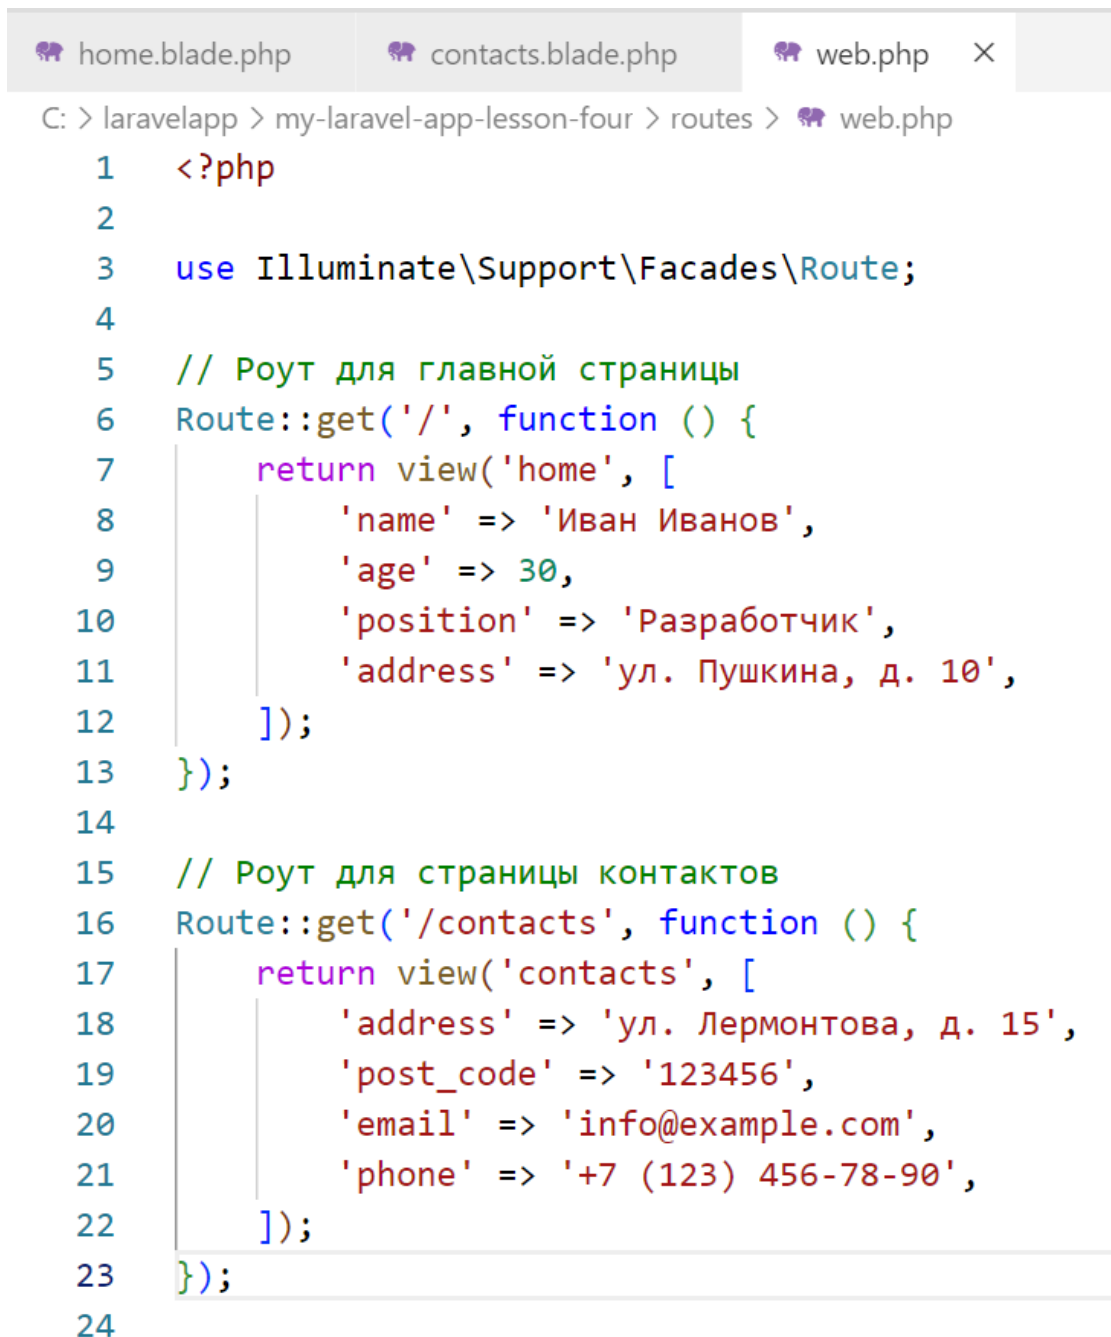 home.blade.php contacts.blade.php web.php
C: > laravelapp > my-laravel-app-lesson-four > routes > web.php
1 <?php
2
3 use Illuminate\Support\Facades\Route;
4
5 // Роут для главной страницы
6 Route::get('/', function () {
7 return view('home', [
8 'name' => 'Иван Иванов',
9 'age' => 30,
10 'position' => 'Разработчик',
11 'address' => 'ул. Пушкина, д. 10',
12 ]);
13 });
14
15 // Роут для страницы контактов
16 Route::get('/contacts', function () {
17 return view('contacts', [
18 'address' => 'ул. Лермонтова, д. 15',
19 'post_code' => '123456',
20 'email' => 'info@example.com',
21 'phone' => '+7 (123) 456-78-90',
22 ]);
23 });
24